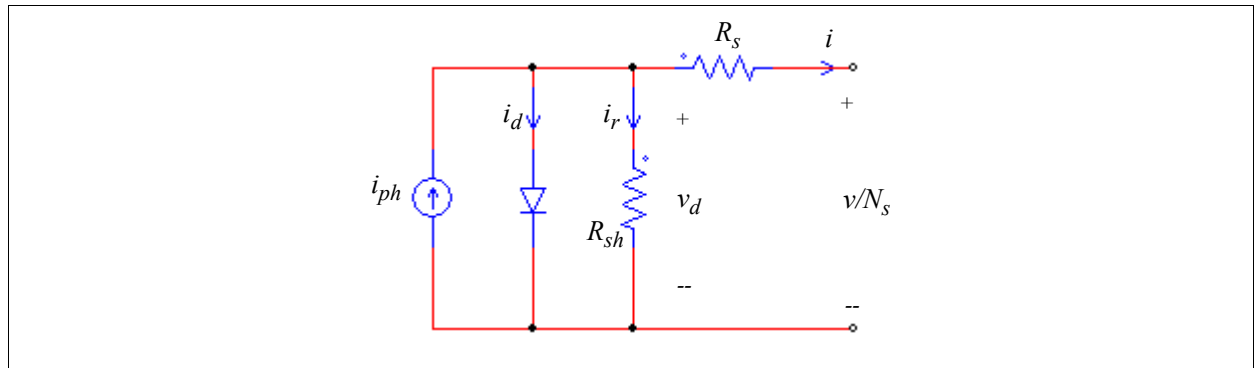 R_s
i
i_d
i_r
+
+
i_ph
v_d
v/N_s
R_sh
--
--